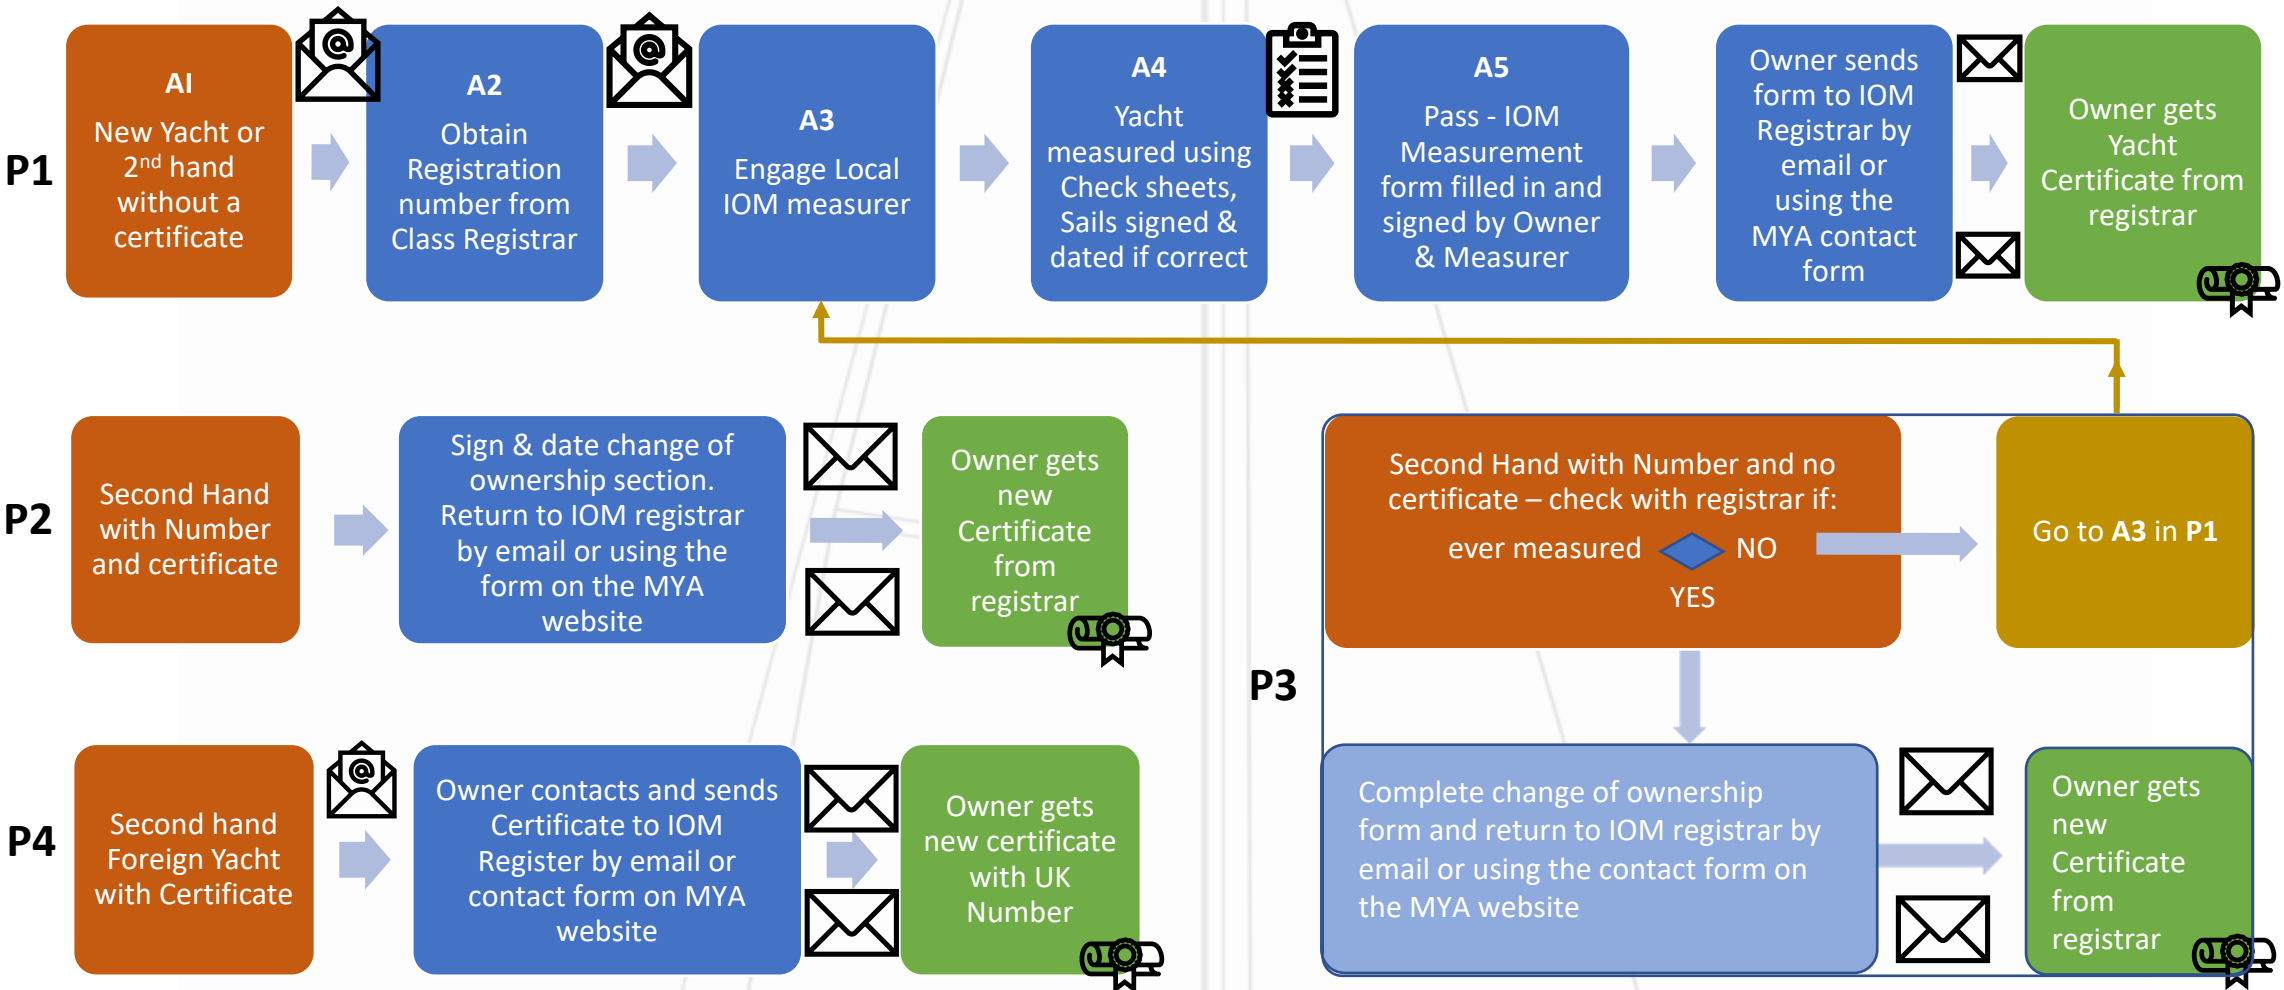 P1
AI
New Yacht or
2nd hand
without a
certificate
A2
Obtain
Registration
number from
Class Registrar
A3
Engage Local
IOM measurer
A4
Yacht
measured using
Check sheets,
Sails signed &
dated if correct
A5
Pass - IOM
Measurement
form filled in and
signed by Owner
& Measurer
Owner sends
form to IOM
Registrar by
email or
using the
MYA contact
form
Owner gets
Yacht
Certificate from
registrar
P2
Second Hand
with Number
and certificate
Sign & date change of
ownership section.
Return to IOM registrar
by email or using the
form on the MYA
website
Owner gets
new
Certificate
from
registrar
P3
Second Hand with Number and no
certificate – check with registrar if:
ever measured NO
YES
Go to A3 in P1
Complete change of ownership
form and return to IOM registrar by
email or using the contact form on
the MYA website
Owner gets
new
Certificate
from
registrar
P4
Second hand
Foreign Yacht
with Certificate
Owner contacts and sends
Certificate to IOM
Register by email or
contact form on MYA
website
Owner gets
new certificate
with UK
Number